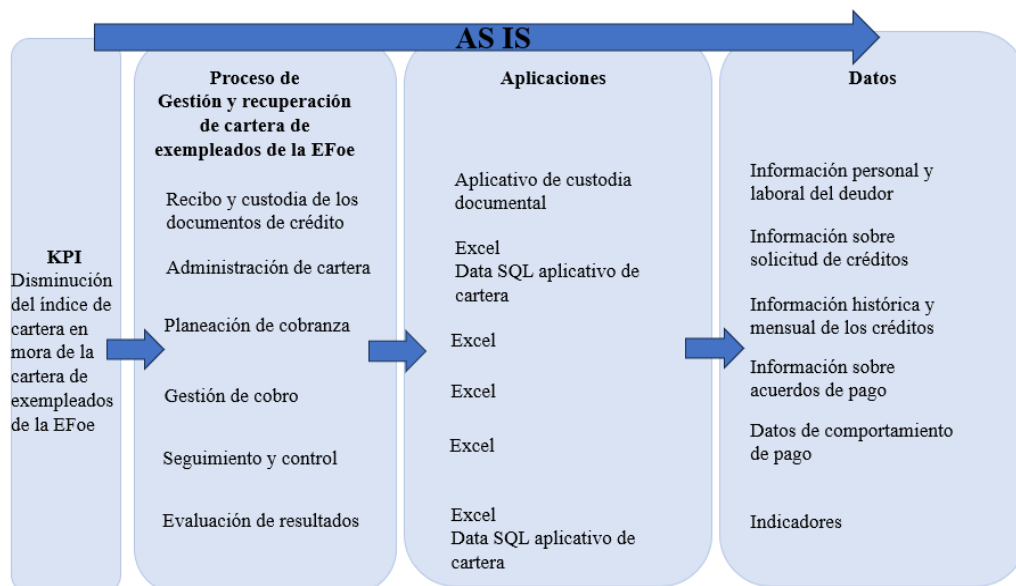 AS IS
KPI
Disminución
del índice de
cartera en
mora de la
cartera de
exempleados
de la EFoe
Proceso de
Gestión y recuperación
de cartera de
exempleados de la EFoe
Recibo y custodia de los
documentos de crédito
Administración de cartera
Planeación de cobranza
Gestión de cobro
Seguimiento y control
Evaluación de resultados
Aplicaciones
Aplicativo de custodia
documental
Excel
Data SQL aplicativo de
cartera
Excel
Excel
Excel
Excel
Data SQL aplicativo de
cartera
Datos
Información personal y
laboral del deudor
Información sobre
solicitud de créditos
Información histórica y
mensual de los créditos
Información sobre
acuerdos de pago
Datos de comportamiento
de pago
Indicadores